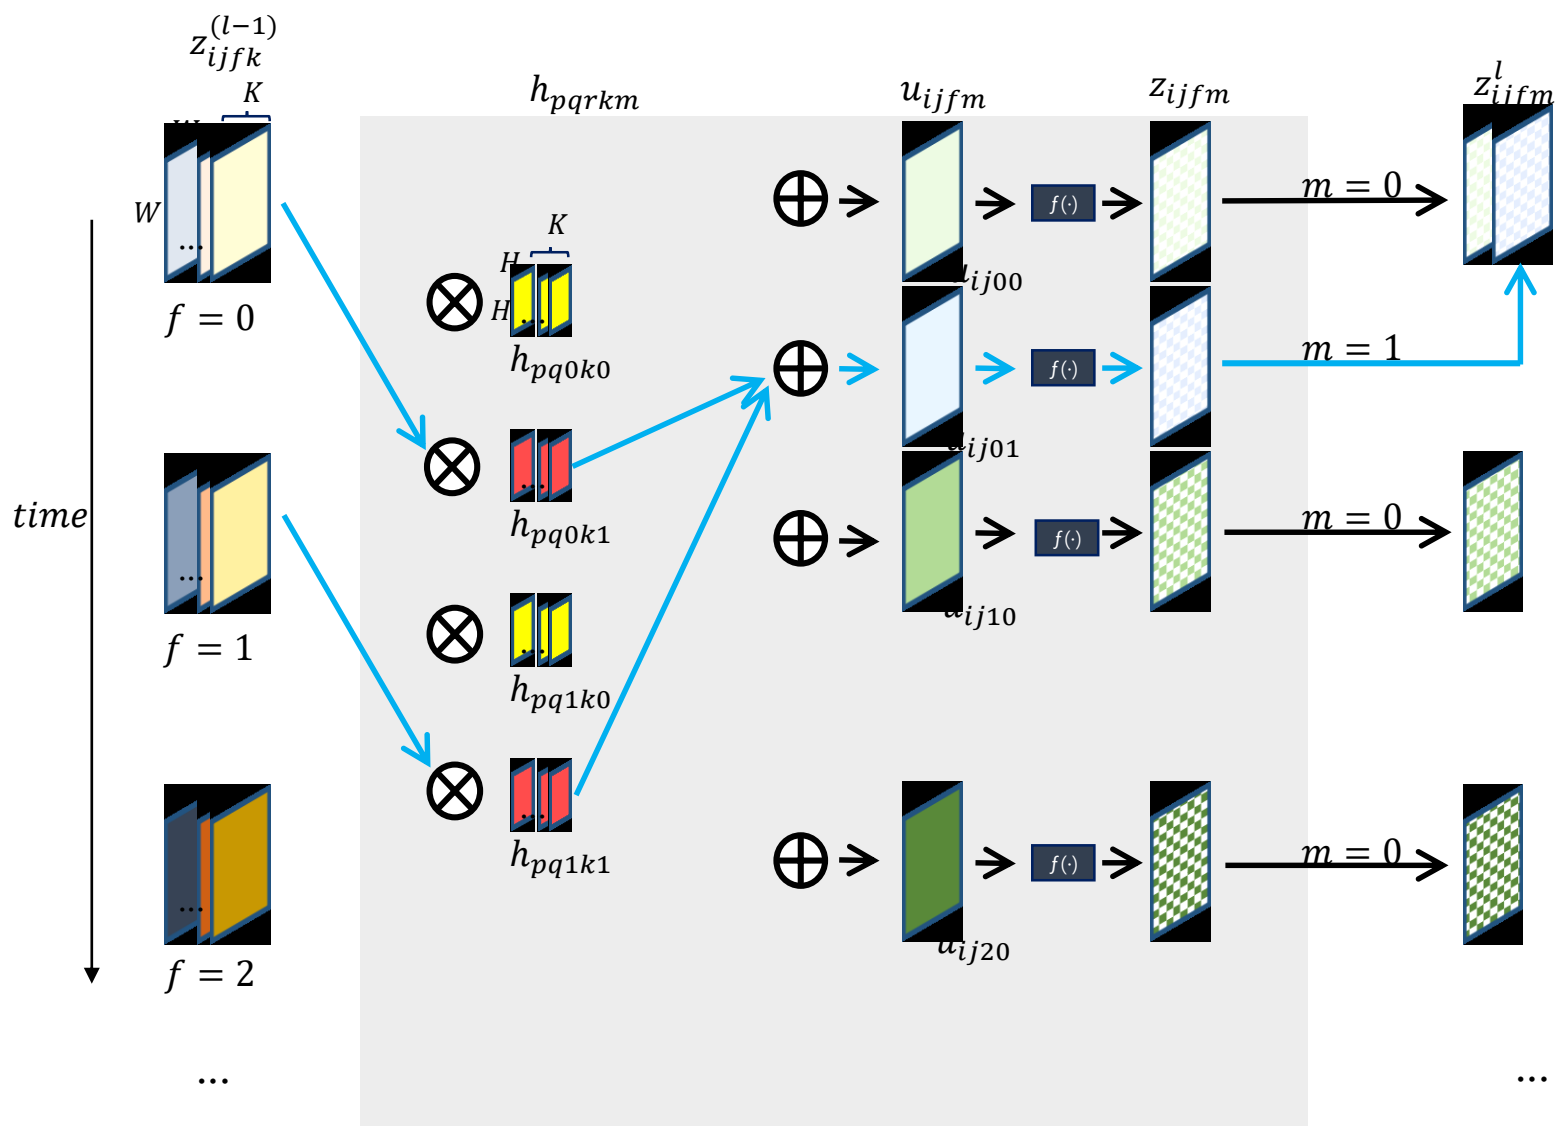 z_{ijfk}^{(l-1)}
K
W
W
...
f = 0
time
...
f = 1
...
f = 2
...
h_{pqrkm}
K
H
H
...
h_{pq0k0}
...
h_{pq0k1}
...
h_{pq1k0}
...
h_{pq1k1}
u_{ijfm}
z_{ijfm}
z_{ijfm}^{l}
f(·)
m = 0
u_{ij00}
f(·)
m = 1
u_{ij01}
f(·)
m = 0
u_{ij10}
f(·)
m = 0
u_{ij20}
...